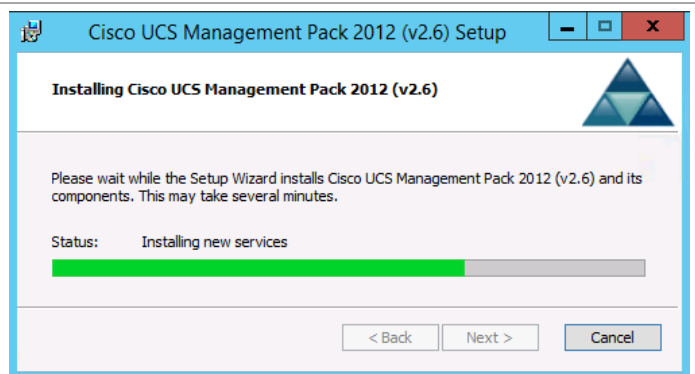 Cisco UCS Management Pack 2012 (v2.6) Setup
Installing Cisco UCS Management Pack 2012 (v2.6)
Please wait while the Setup Wizard installs Cisco UCS Management Pack 2012 (v2.6) and its
components. This may take several minutes.
Status: Installing new services
< Back Next > Cancel